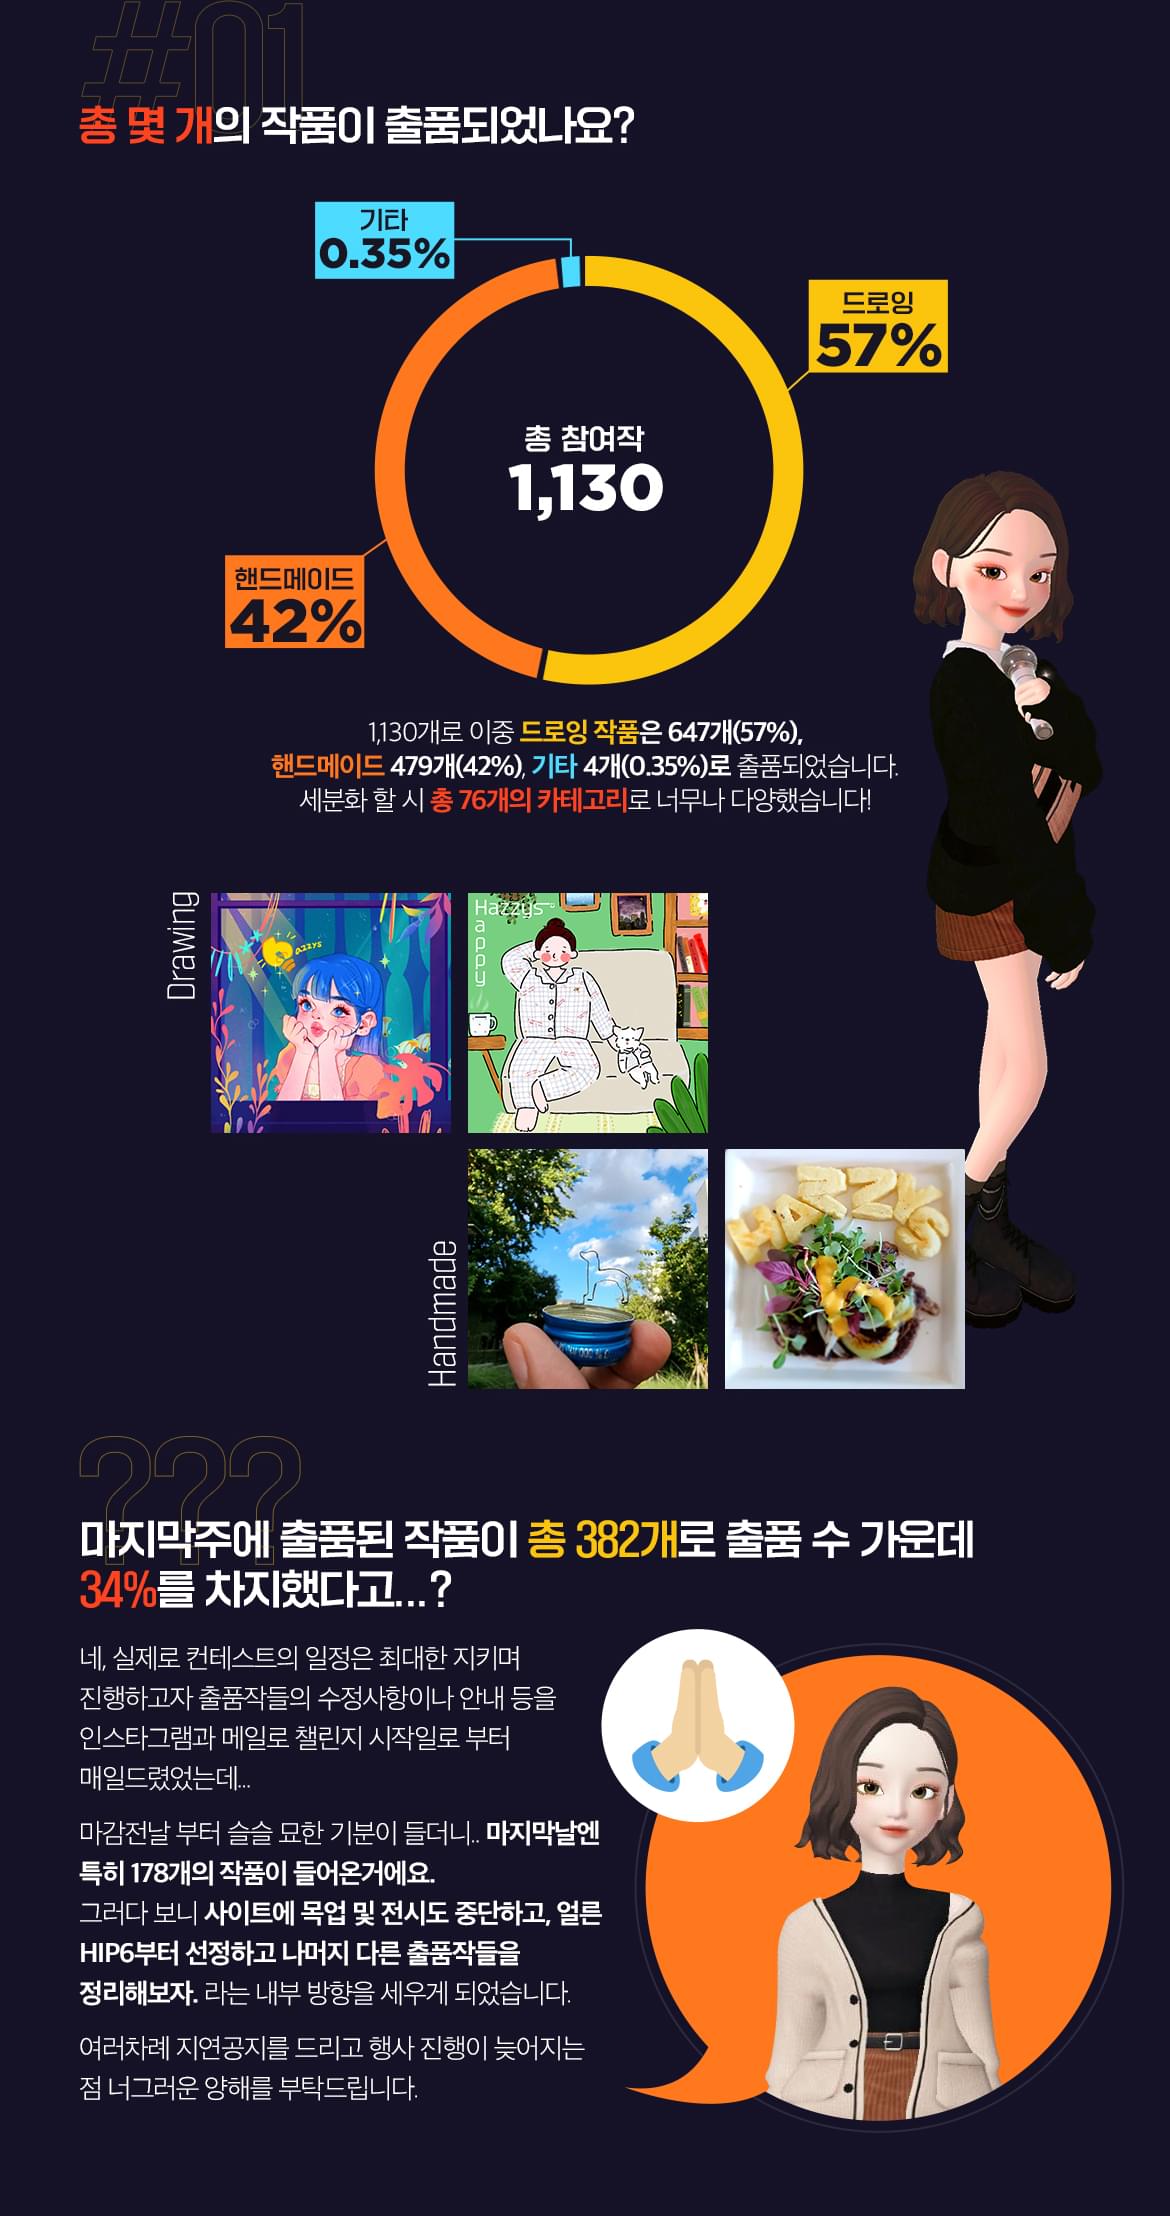 #01
총 몇 개의 작품이 출품되었나요?
기타
0.35%
드로잉
57%
총 참여작
1,130
핸드메이드
42%
1,130개로 이중 드로잉 작품은 647개(57%),
핸드메이드 479개(42%), 기타 4개(0.35%)로 출품되었습니다.
세분화 할 시 총 76개의 카테고리로 너무나 다양했습니다!
Drawing
azzys
Hazzys
appy
Handmade
HAZZYS
???
마지막주에 출품된 작품이 총 382개로 출품 수 가운데
34%를 차지했다고...?
네, 실제로 컨테스트의 일정은 최대한 지키며
진행하고자 출품작들의 수정사항이나 안내 등을
인스타그램과 메일로 챌린지 시작일로 부터
매일드렸었는데...
마감전날 부터 슬슬 묘한 기분이 들더니.. 마지막날엔
특히 178개의 작품이 들어온거에요.
그러다 보니 사이트에 목업 및 전시도 중단하고, 얼른
HIP6부터 선정하고 나머지 다른 출품작들을
정리해보자. 라는 내부 방향을 세우게 되었습니다.
여러차례 지연공지를 드리고 행사 진행이 늦어지는
점 너그러운 양해를 부탁드립니다.